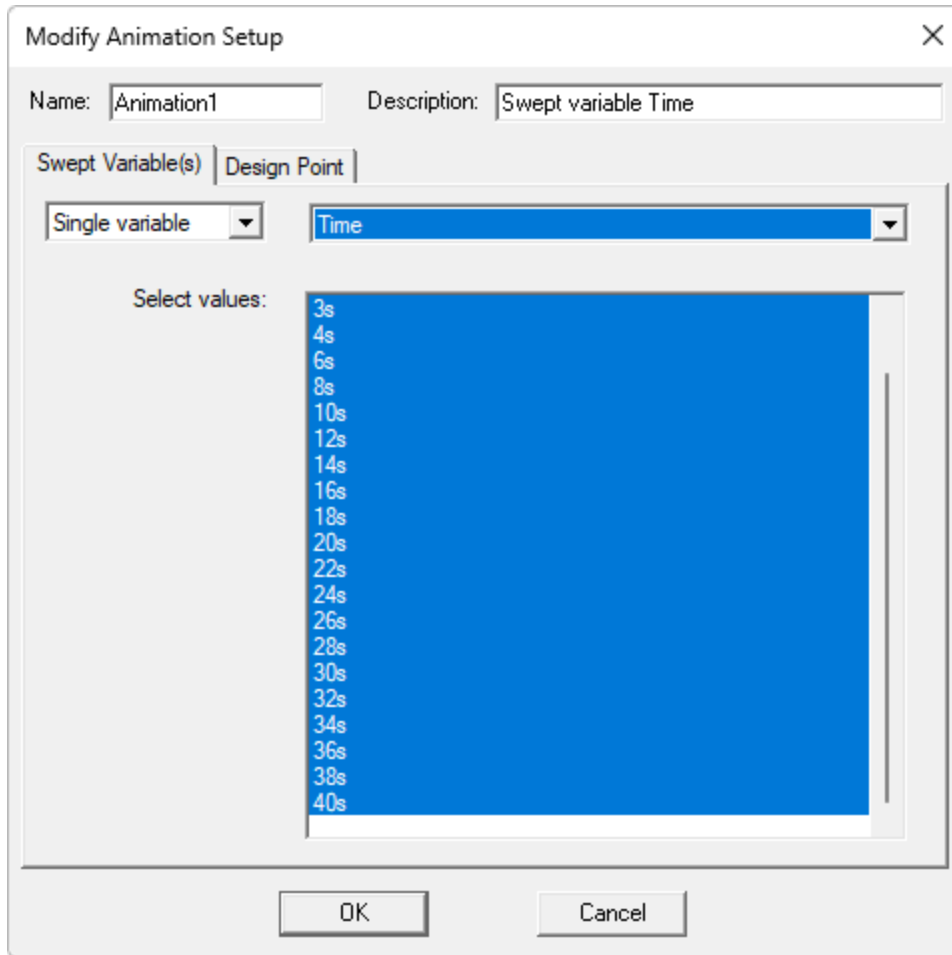 Modify Animation Setup
Name: Animation1 Description: Swept variable Time
Swept Variable(s) Design Point
Single variable Time
Select values:
3s
4s
6s
8s
10s
12s
14s
16s
18s
20s
22s
24s
26s
28s
30s
32s
34s
36s
38s
40s
OK Cancel